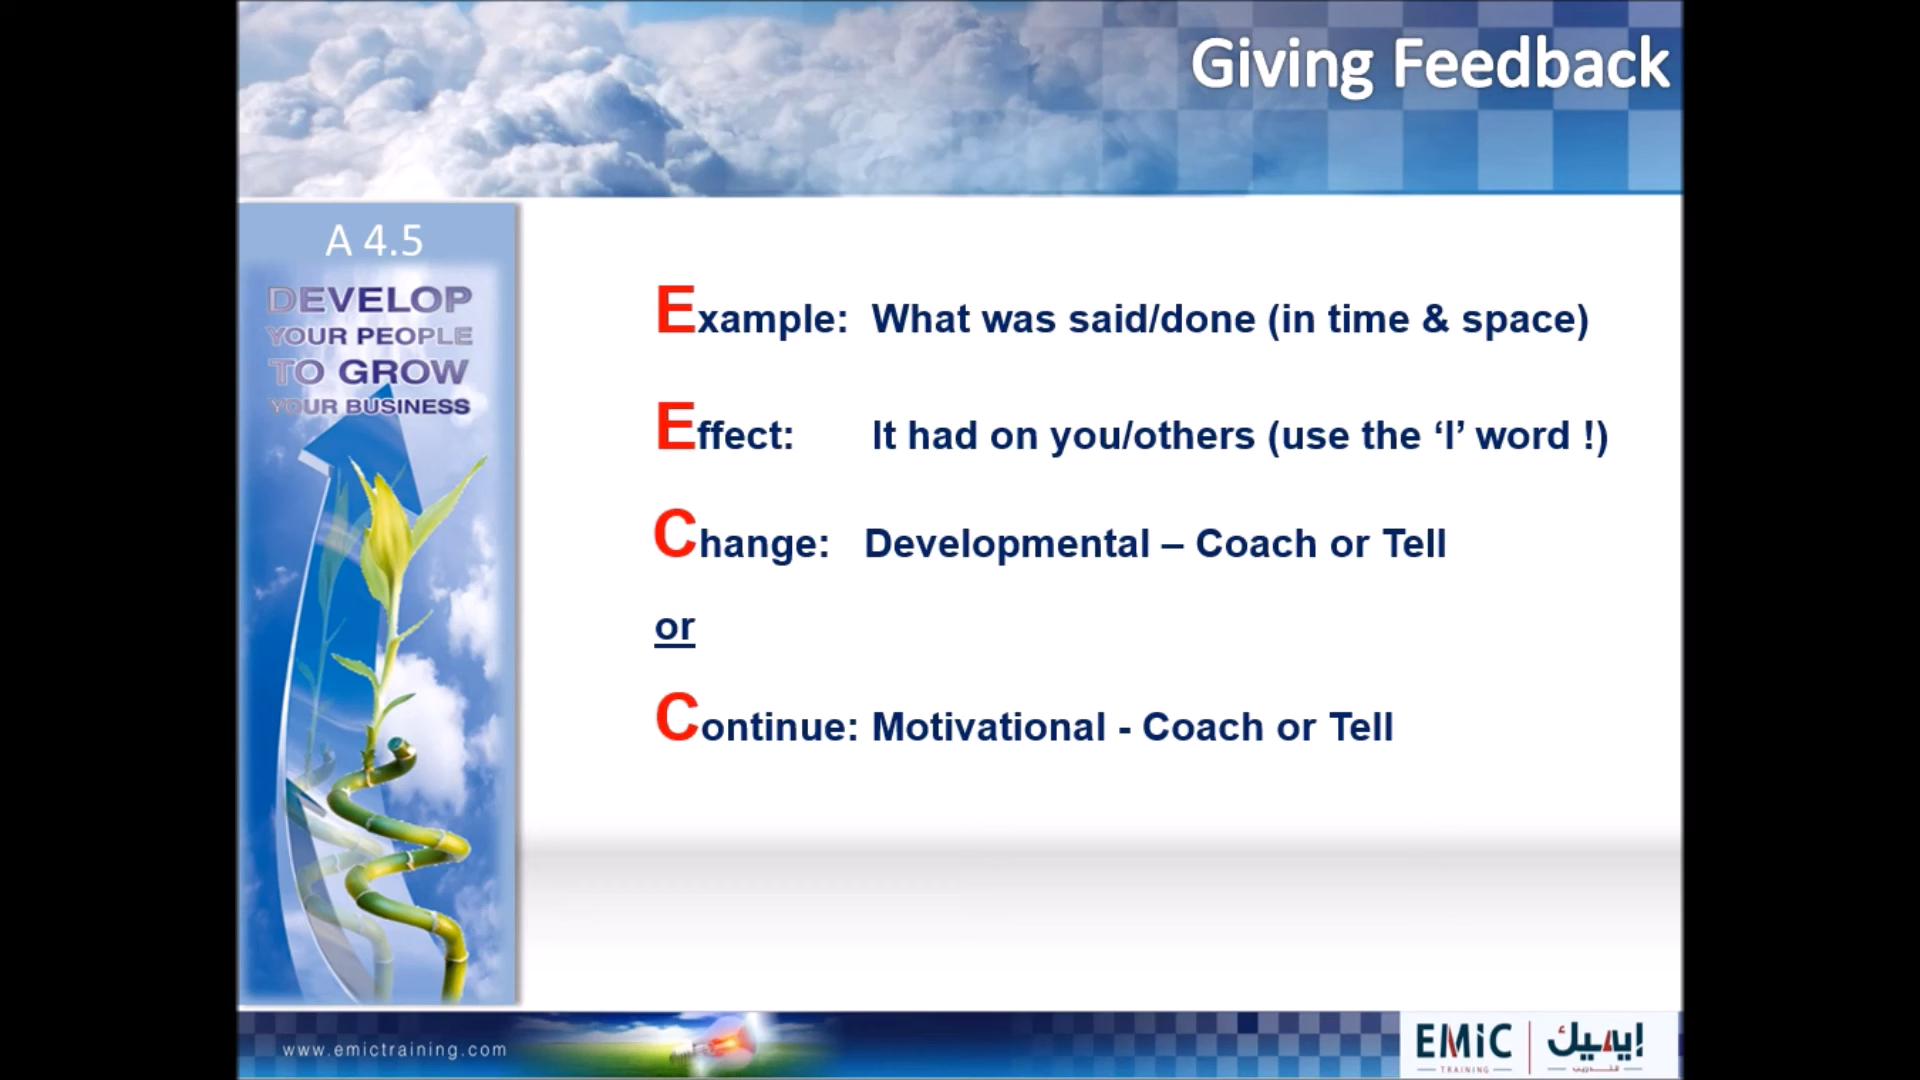 Giving Feedback
A 4.5
DEVELOP
YOUR PEOPLE
TO GROW
YOUR BUSINESS
Example: What was said/done (in time & space)
Effect: It had on you/others (use the ‘I’ word !)
Change: Developmental – Coach or Tell
or
Continue: Motivational - Coach or Tell
www.emictraining.com
EMiC
TRAINING
إيميك